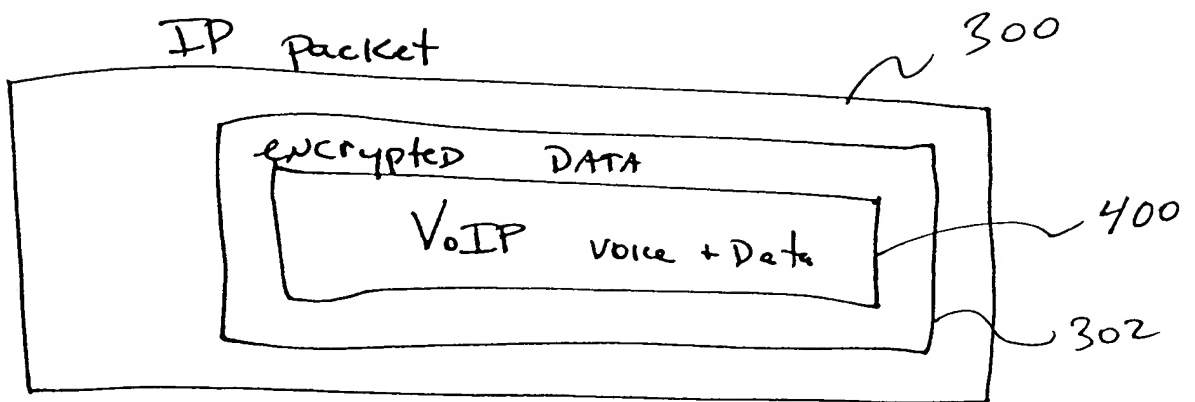 IP packet
300
encrypted DATA
VoIP voice + Data
400
302